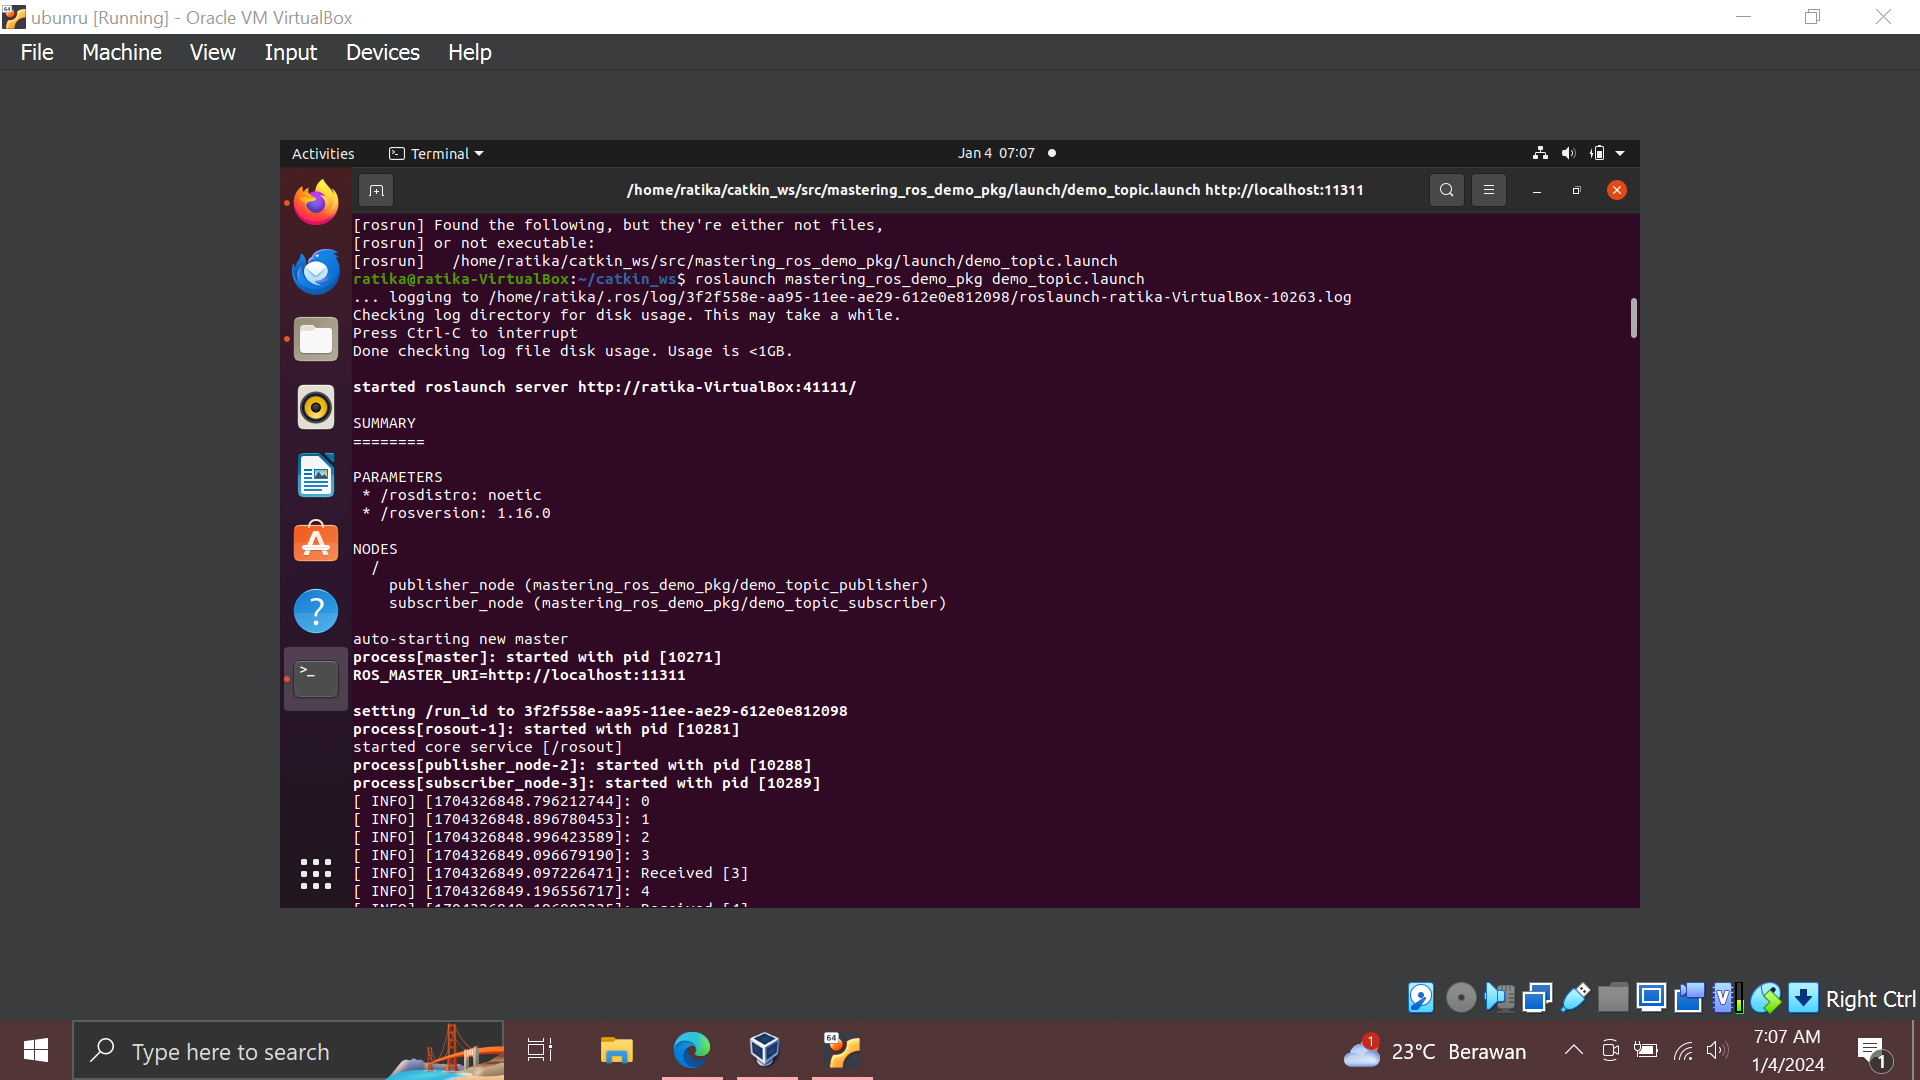 ubunru [Running] - Oracle VM VirtualBox
File Machine View Input Devices Help
Activities Terminal Jan 4 07:07
/home/ratika/catkin_ws/src/mastering_ros_demo_pkg/launch/demo_topic.launch http://localhost:11311
[rosrun] Found the following, but they're either not files,
[rosrun] or not executable:
[rosrun]   /home/ratika/catkin_ws/src/mastering_ros_demo_pkg/launch/demo_topic.launch
ratika@ratika-VirtualBox:~/catkin_ws$ roslaunch mastering_ros_demo_pkg demo_topic.launch
... logging to /home/ratika/.ros/log/3f2f558e-aa95-11ee-ae29-612e0e812098/roslaunch-ratika-VirtualBox-10263.log
Checking log directory for disk usage. This may take a while.
Press Ctrl-C to interrupt
Done checking log file disk usage. Usage is <1GB.
started roslaunch server http://ratika-VirtualBox:41111/
SUMMARY
========
PARAMETERS
 * /rosdistro: noetic
 * /rosversion: 1.16.0
NODES
  /
    publisher_node (mastering_ros_demo_pkg/demo_topic_publisher)
    subscriber_node (mastering_ros_demo_pkg/demo_topic_subscriber)
auto-starting new master
process[master]: started with pid [10271]
ROS_MASTER_URI=http://localhost:11311
setting /run_id to 3f2f558e-aa95-11ee-ae29-612e0e812098
process[rosout-1]: started with pid [10281]
started core service [/rosout]
process[publisher_node-2]: started with pid [10288]
process[subscriber_node-3]: started with pid [10289]
[ INFO] [1704326848.796212744]: 0
[ INFO] [1704326848.896780453]: 1
[ INFO] [1704326848.996423589]: 2
[ INFO] [1704326849.096679190]: 3
[ INFO] [1704326849.097226471]: Received [3]
[ INFO] [1704326849.196556717]: 4
Right Ctrl
Type here to search
1
23°C Berawan
7:07 AM
1/4/2024
1
64